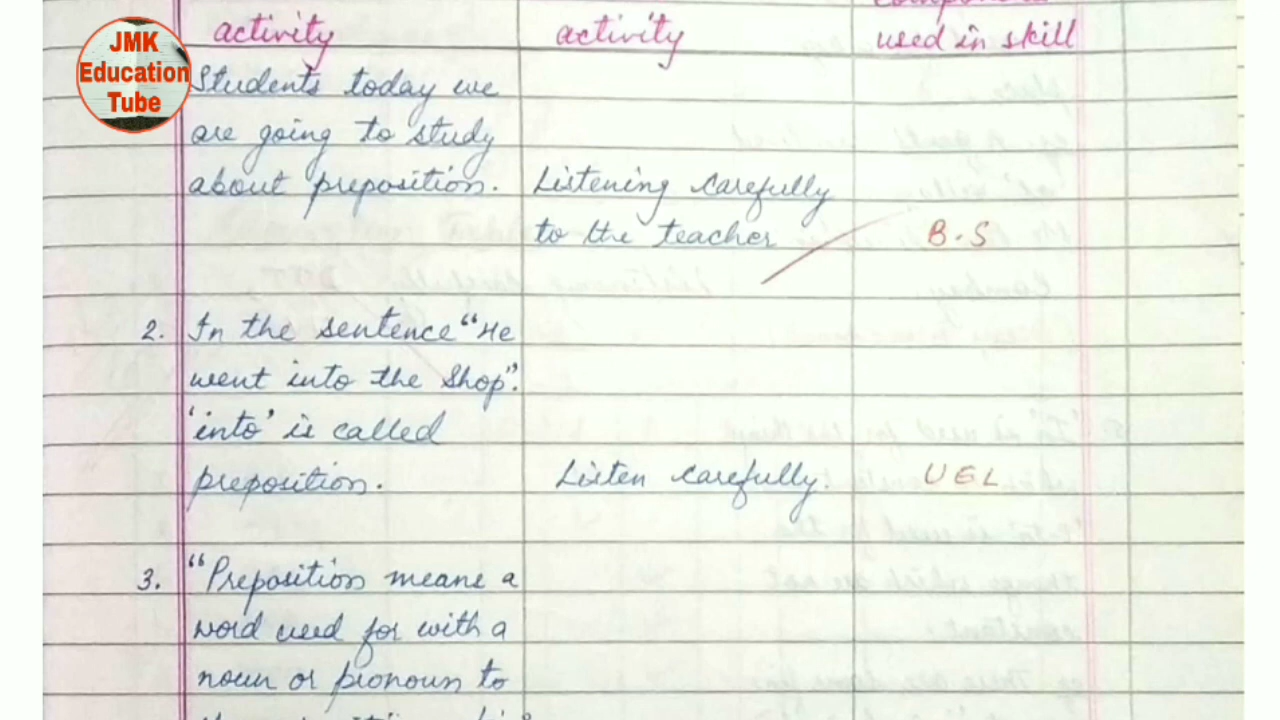 JMK
Education
Tube
activity
activity
used in skill
Students today we
are going to study
about preposition.
Listening carefully
to the teacher
B.S
2. In the sentence "He
went into the shop".
'into' is called
preposition.
Listen carefully.
UEL
3. "Preposition means a
word used for with a
noun or pronoun to